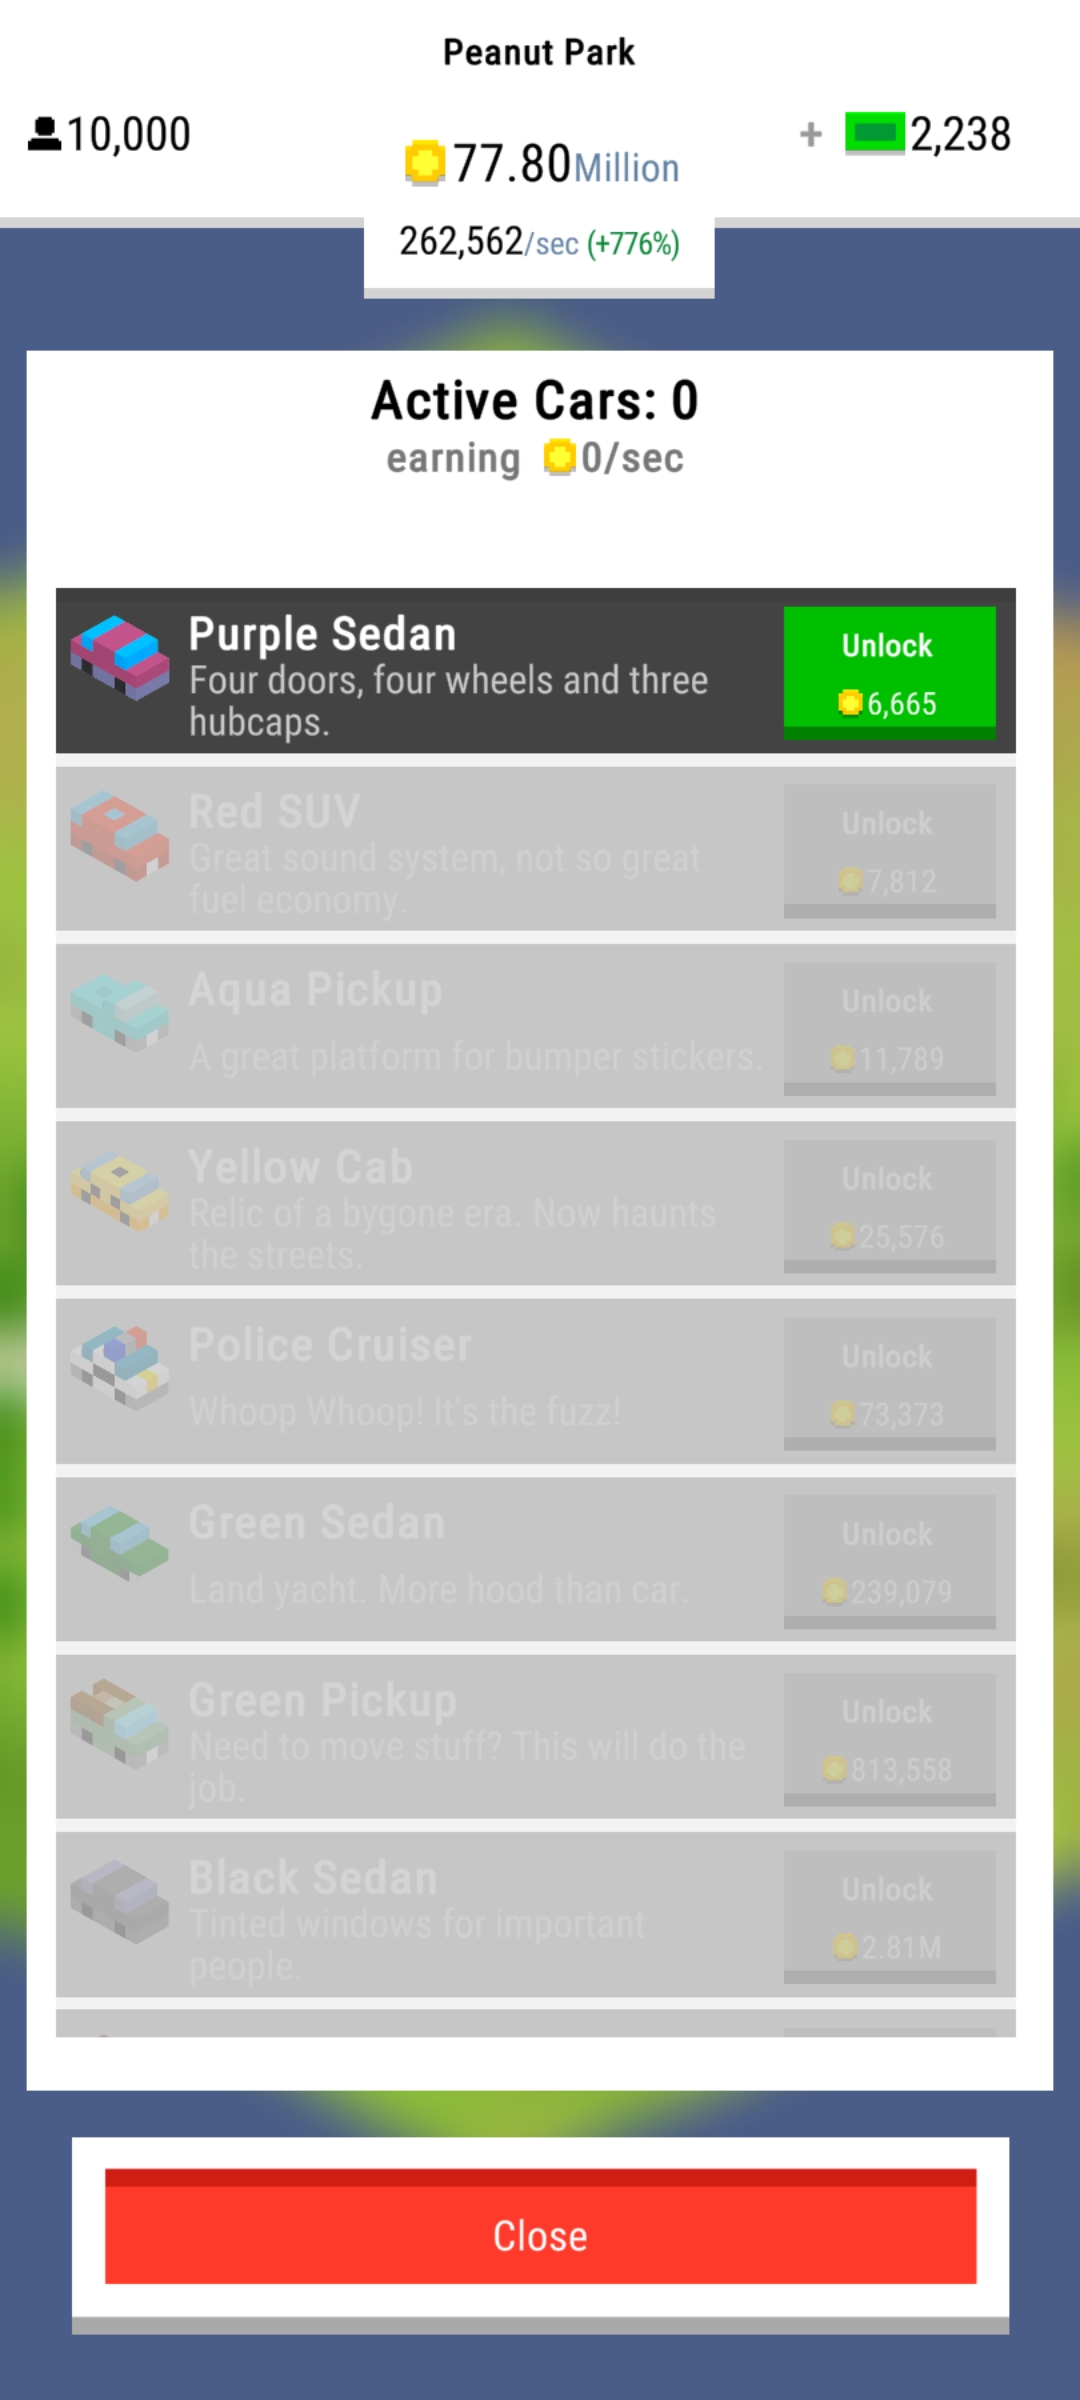 Peanut Park
10,000
77.80Million
+ 2,238
262,562/sec (+776%)
Active Cars: 0
earning 0/sec
Purple Sedan
Four doors, four wheels and three
hubcaps.
Unlock
6,665
Red SUV
Great sound system, not so great
fuel economy.
Unlock
7,812
Aqua Pickup
A great platform for bumper stickers.
Unlock
11,789
Yellow Cab
Relic of a bygone era. Now haunts
the streets.
Unlock
25,576
Police Cruiser
Whoop Whoop! It's the fuzz!
Unlock
73,373
Green Sedan
Land yacht. More hood than car.
Unlock
239,079
Green Pickup
Need to move stuff? This will do the
job.
Unlock
813,558
Black Sedan
Tinted windows for important
people.
Unlock
2.81M
Close